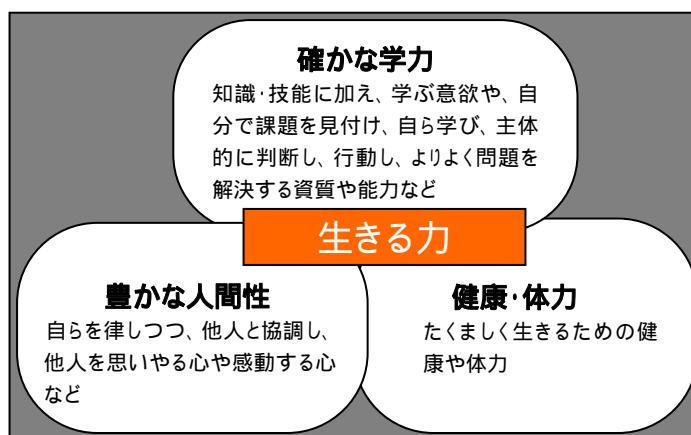 確かな学力
知識・技能に加え、学ぶ意欲や、自
分で課題を見付け、自ら学び、主体
的に判断し、行動し、よりよく問題を
解決する資質や能力など
生きる力
豊かな人間性
自らを律しつつ、他人と協調し、
他人を思いやる心や感動する心
など
健康・体力
たくましく生きるための健
康や体力